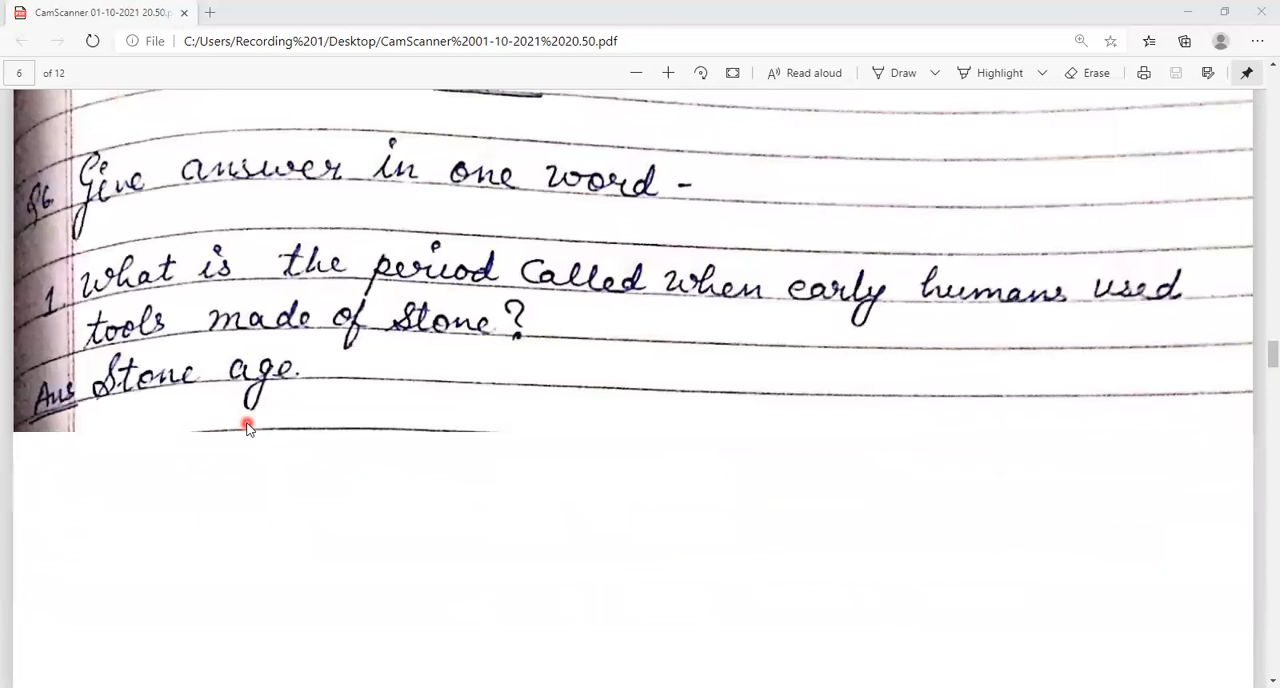 CamScanner 01-10-2021 20.50.p
File | C:/Users/Recording%201/Desktop/CamScanner%2001-10-2021%2020.50.pdf
6 of 12 Read aloud Draw Highlight Erase
Q6. Give answer in one word -
1. What is the period called when early humans used
tools made of stone?
Ans Stone age.